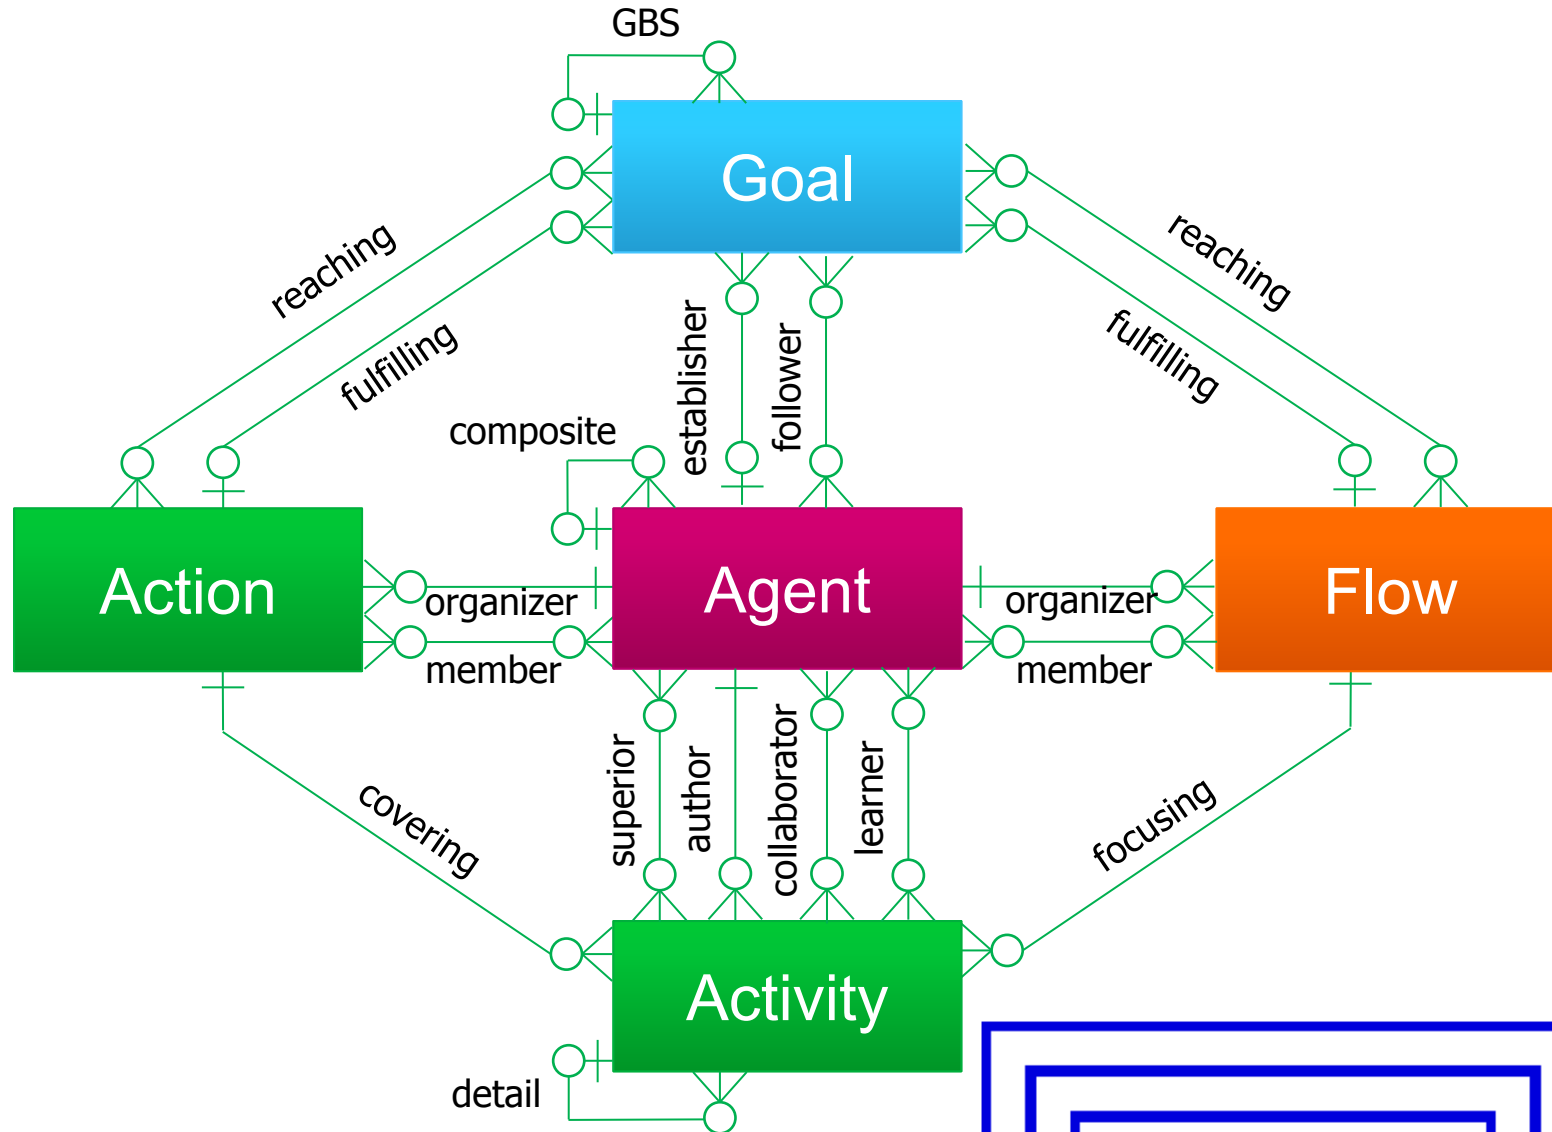 GBS
Goal
reaching
reaching
fulfilling
fulfilling
establisher
follower
composite
Action
Agent
Flow
organizer
organizer
member
member
superior
author
collaborator
learner
covering
focusing
Activity
detail